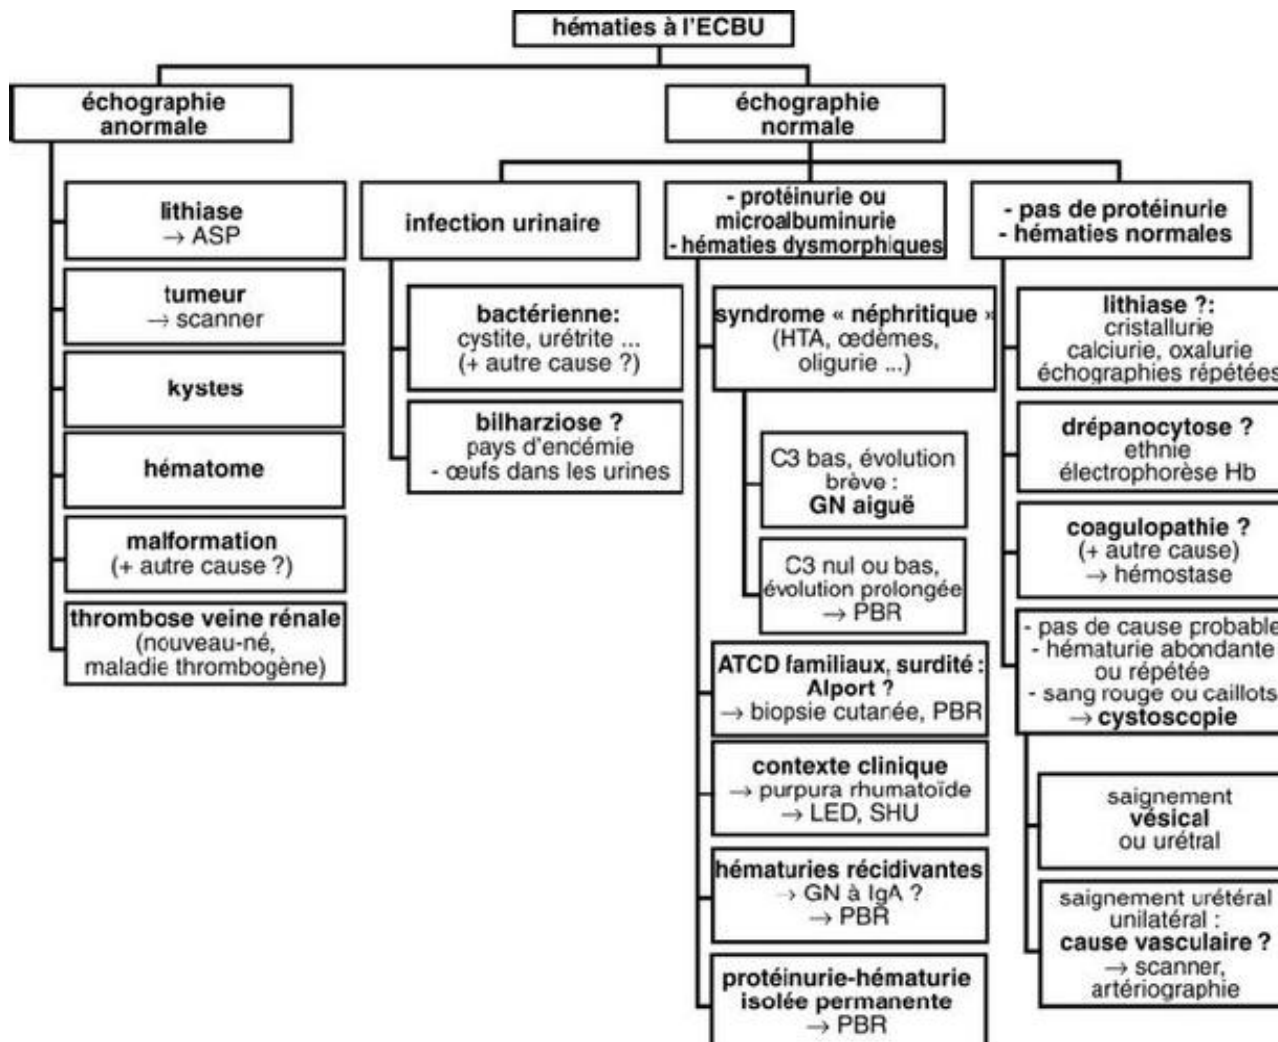 hématies à l'ECBU
échographie
anormale
échographie
normale
lithiase
→ ASP
tumeur
→ scanner
kystes
hématome
malformation
(+ autre cause ?)
thrombose veine rénale
(nouveau-né,
maladie thrombogène)
infection urinaire
bactérienne:
cystite, urétrite ...
(+ autre cause ?)
bilharziose ?
pays d'endémie
- œufs dans les urines
- protéinurie ou
microalbuminurie
- hématies dysmorphiques
syndrome « néphritique »
(HTA, œdèmes,
oligurie ...)
C3 bas, évolution
brève :
GN aiguë
C3 nul ou bas,
évolution prolongée
→ PBR
ATCD familiaux, surdité :
Alport ?
→ biopsie cutanée, PBR
contexte clinique
→ purpura rhumatoïde
→ LED, SHU
hématuries récidivantes
→ GN à IgA ?
→ PBR
protéinurie-hématurie
isolée permanente
→ PBR
- pas de protéinurie
- hématies normales
lithiase ?:
cristallurie
calciurie, oxalurie
échographies répétées
drépanocytose ?
ethnie
électrophorèse Hb
coagulopathie ?
(+ autre cause)
→ hémostase
- pas de cause probable
- hématurie abondante
ou répétée
- sang rouge ou caillots
→ cystoscopie
saignement
vésical
ou urétral
saignement urétéral
unilatéral :
cause vasculaire ?
→ scanner,
artériographie